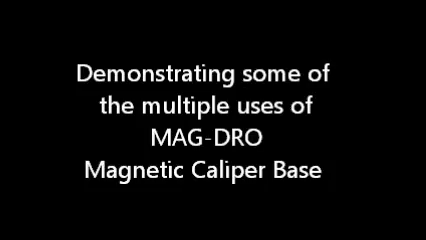 Demonstrating some of
the multiple uses of
MAG-DRO
Magnetic Caliper Base